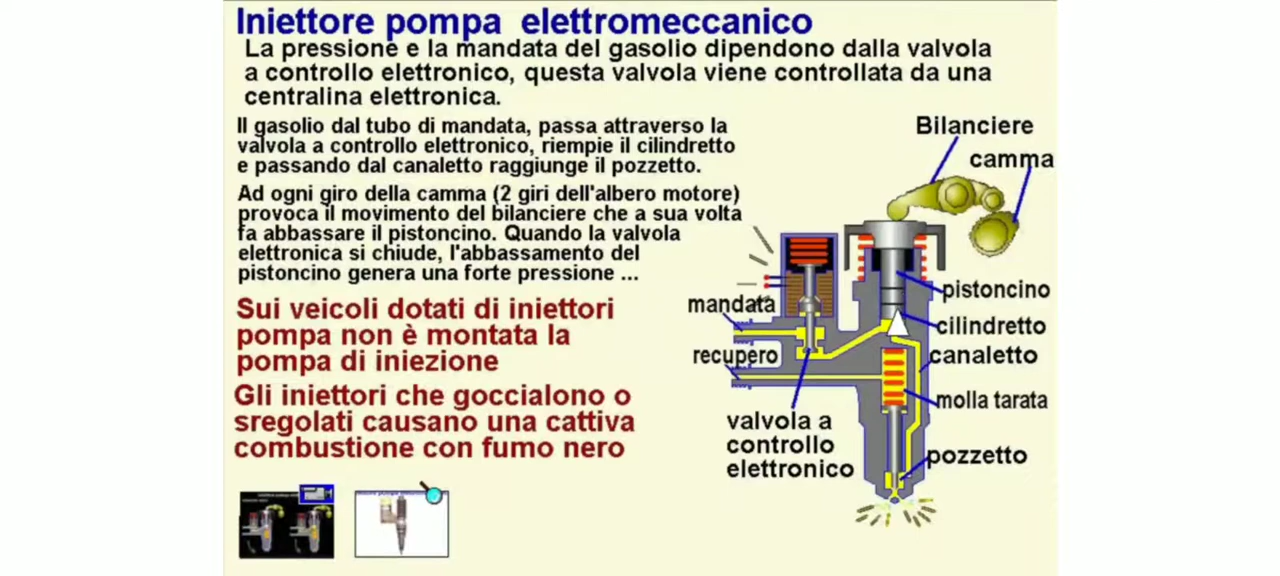 Iniettore pompa elettromeccanico
La pressione e la mandata del gasolio dipendono dalla valvola
a controllo elettronico, questa valvola viene controllata da una
centralina elettronica.
Il gasolio dal tubo di mandata, passa attraverso la
valvola a controllo elettronico, riempie il cilindretto
e passando dal canaletto raggiunge il pozzetto.
Ad ogni giro della camma (2 giri dell'albero motore)
provoca il movimento del bilanciere che a sua volta
fa abbassare il pistoncino. Quando la valvola
elettronica si chiude, l'abbassamento del
pistoncino genera una forte pressione ...
Sui veicoli dotati di iniettori
pompa non è montata la
pompa di iniezione
Gli iniettori che goccialono o
sregolati causano una cattiva
combustione con fumo nero
Bilanciere
camma
mandata
recupero
pistoncino
cilindretto
canaletto
molla tarata
valvola a
controllo
elettronico
pozzetto